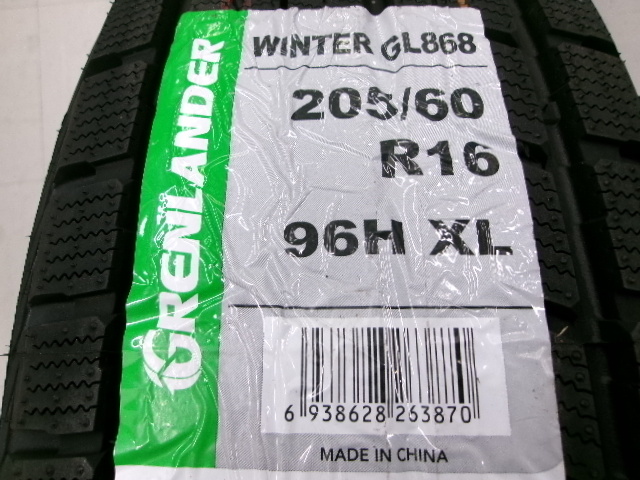 GRENLANDER
WINTER GL868
205/60
R16
96H XL
6 938628 263870
MADE IN CHINA